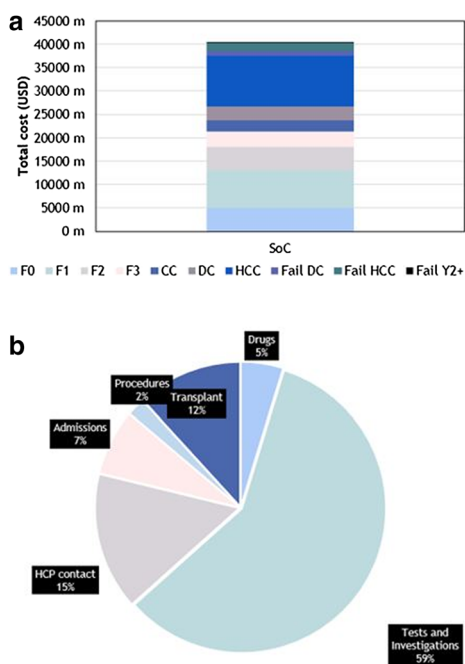 a
45000 m
40000 m
35000 m
30000 m
25000 m
20000 m
15000 m
10000 m
5000 m
0 m
Total cost (USD)
SoC
F0 F1 F2 F3 CC DC HCC Fail DC Fail HCC Fail Y2+
b
Drugs
5%
Procedures
2%
Transplant
12%
Admissions
7%
HCP contact
15%
Tests and
Investigations
59%